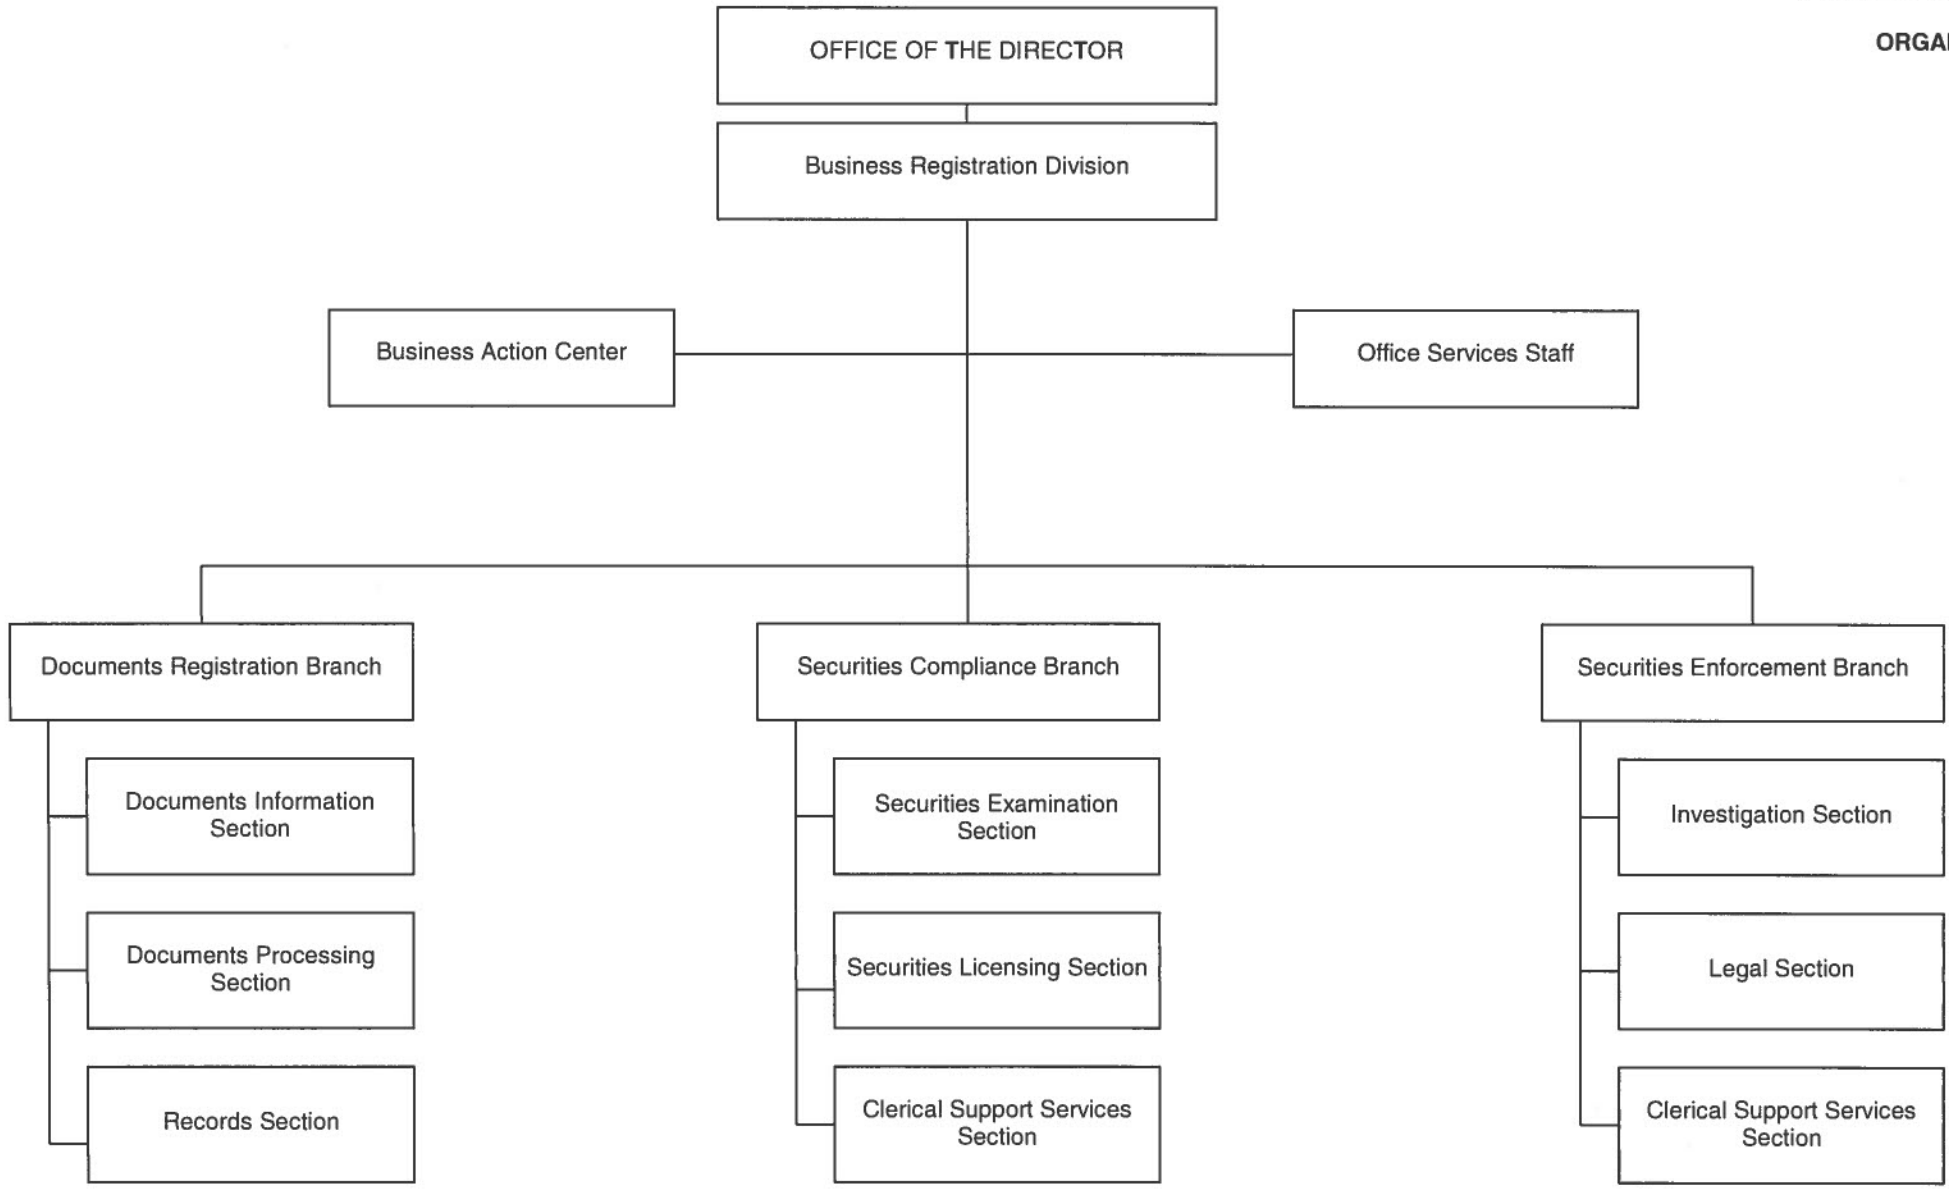 OFFICE OF THE DIRECTOR
Business Registration Division
Business Action Center
Office Services Staff
Documents Registration Branch
Documents Information
Section
Documents Processing
Section
Records Section
Securities Compliance Branch
Securities Examination
Section
Securities Licensing Section
Clerical Support Services
Section
Securities Enforcement Branch
Investigation Section
Legal Section
Clerical Support Services
Section